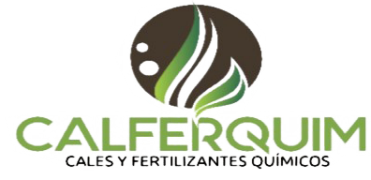 CALFERQUIM
CALES Y FERTILIZANTES QUÍMICOS